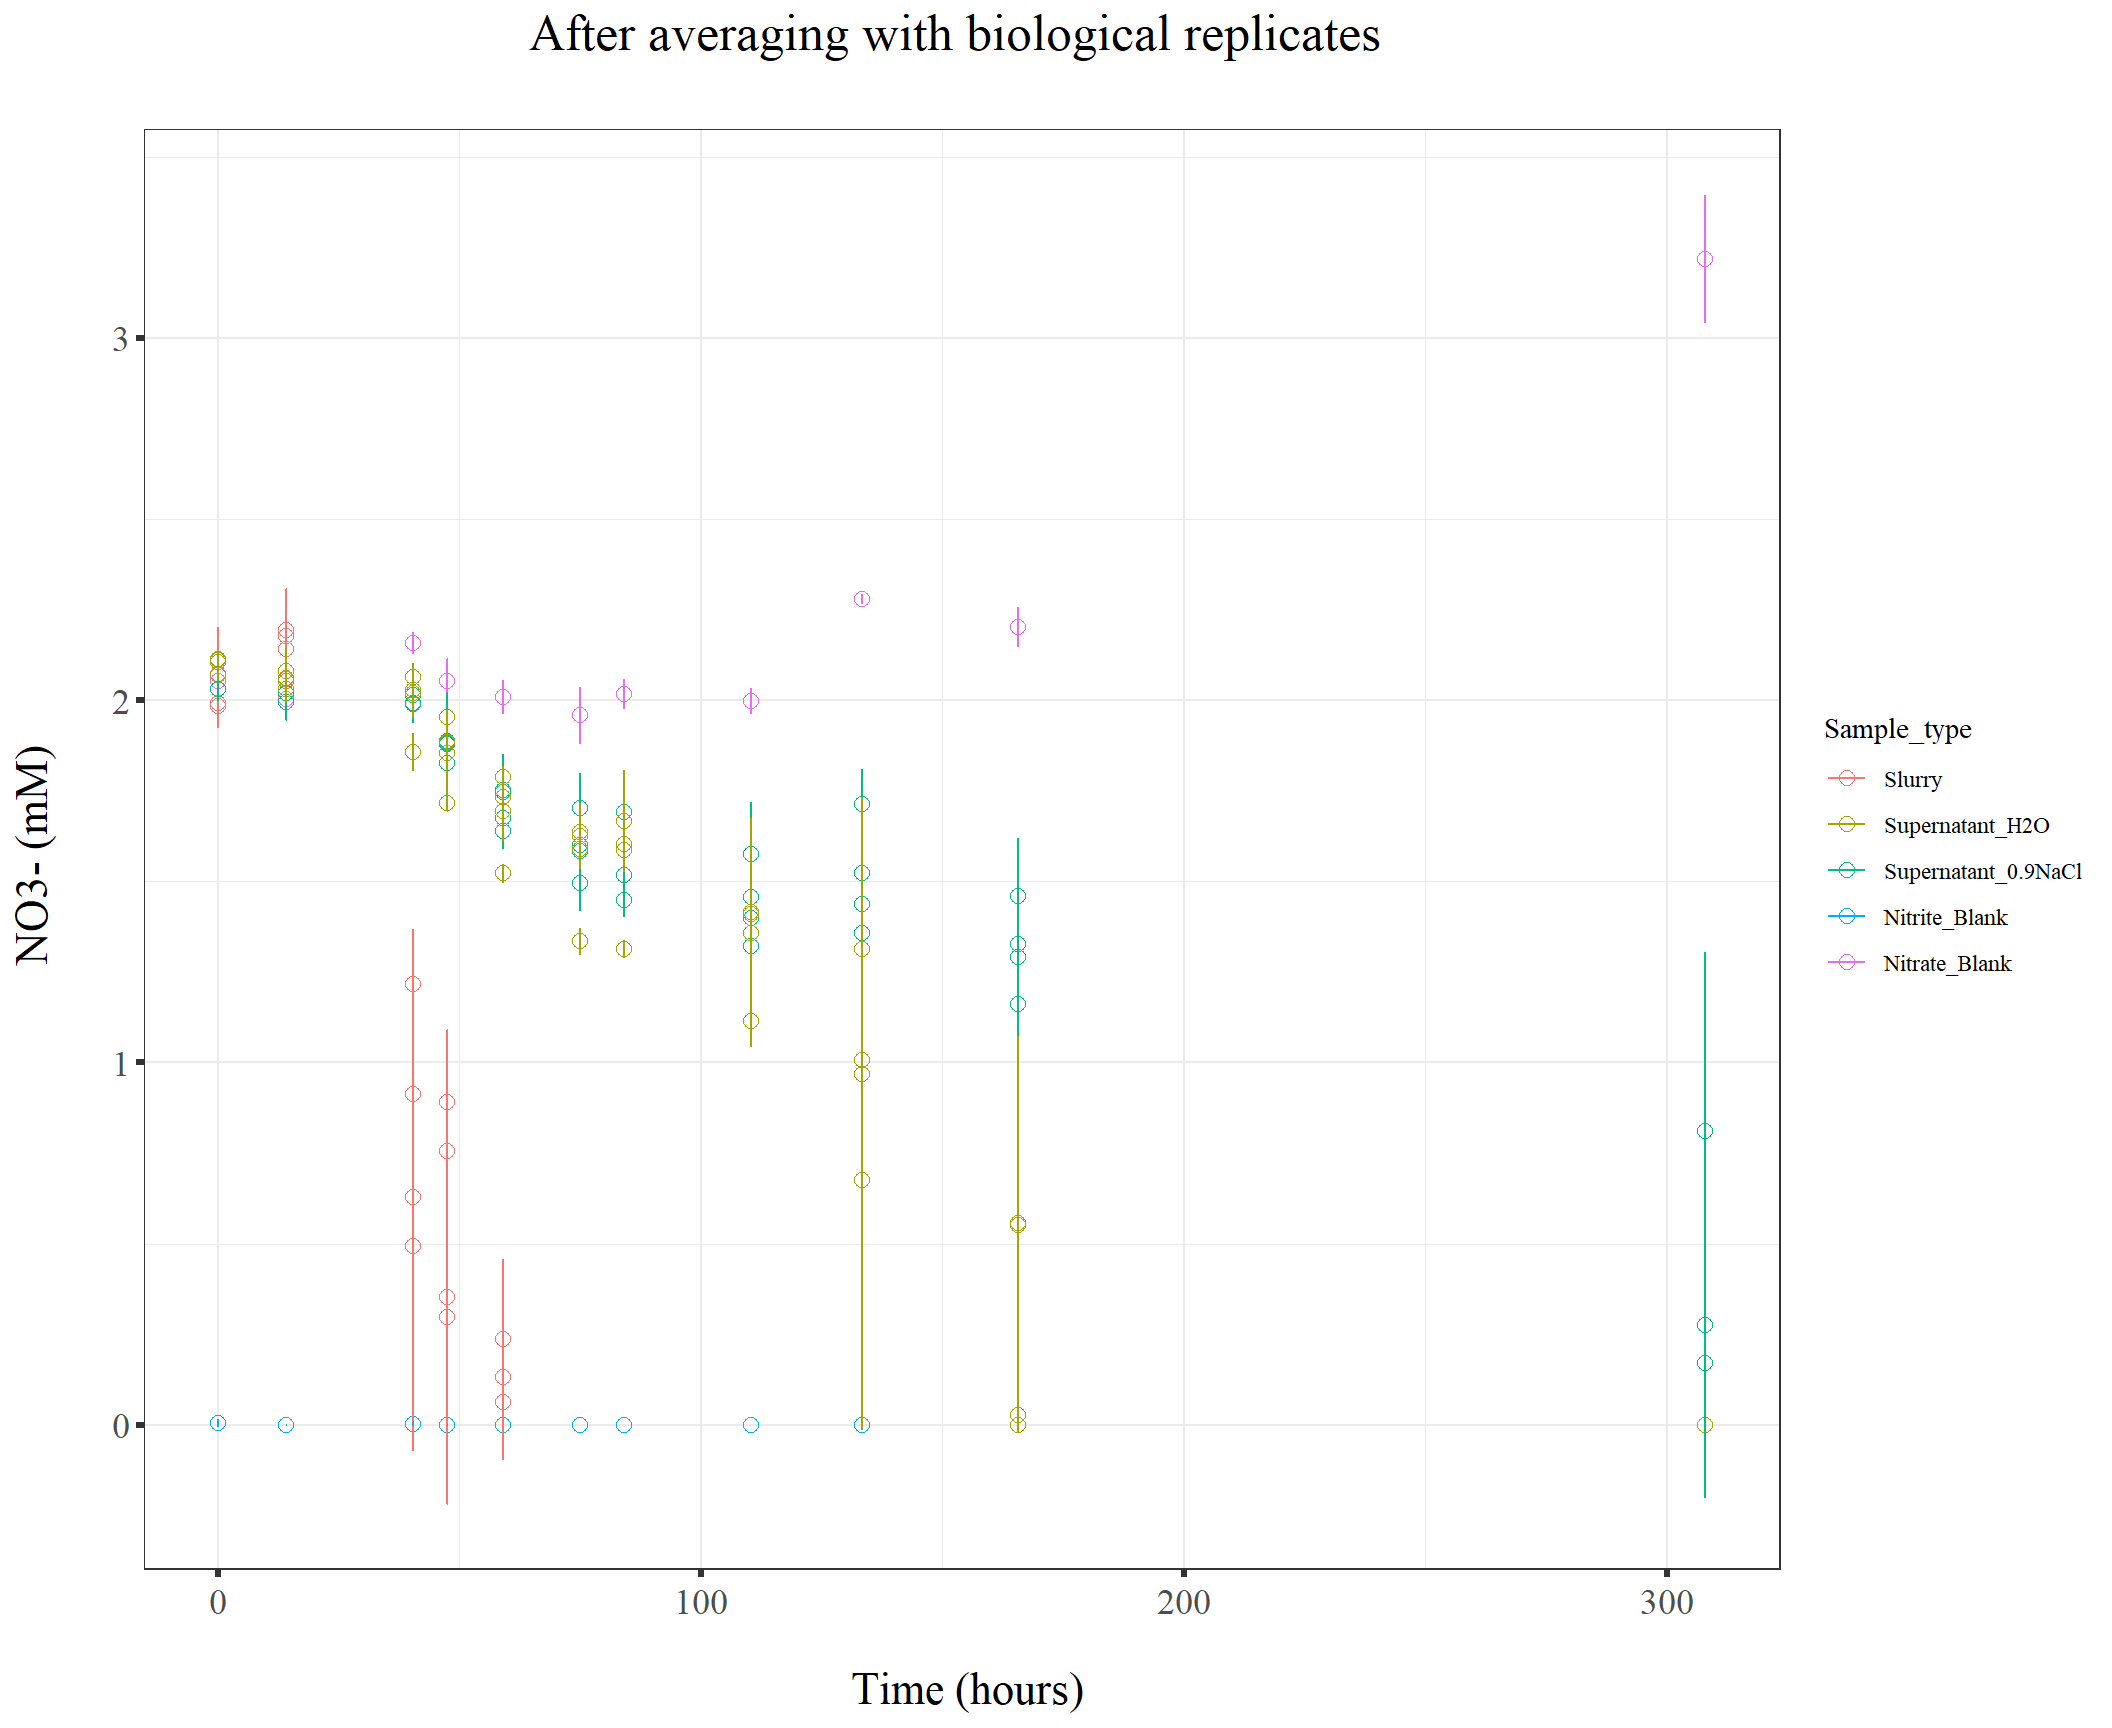 After averaging with biological replicates
NO3- (mM)
3
2
1
0
0 100 200 300
Time (hours)
Sample_type
Slurry
Supernatant_H2O
Supernatant_0.9NaCl
Nitrite_Blank
Nitrate_Blank